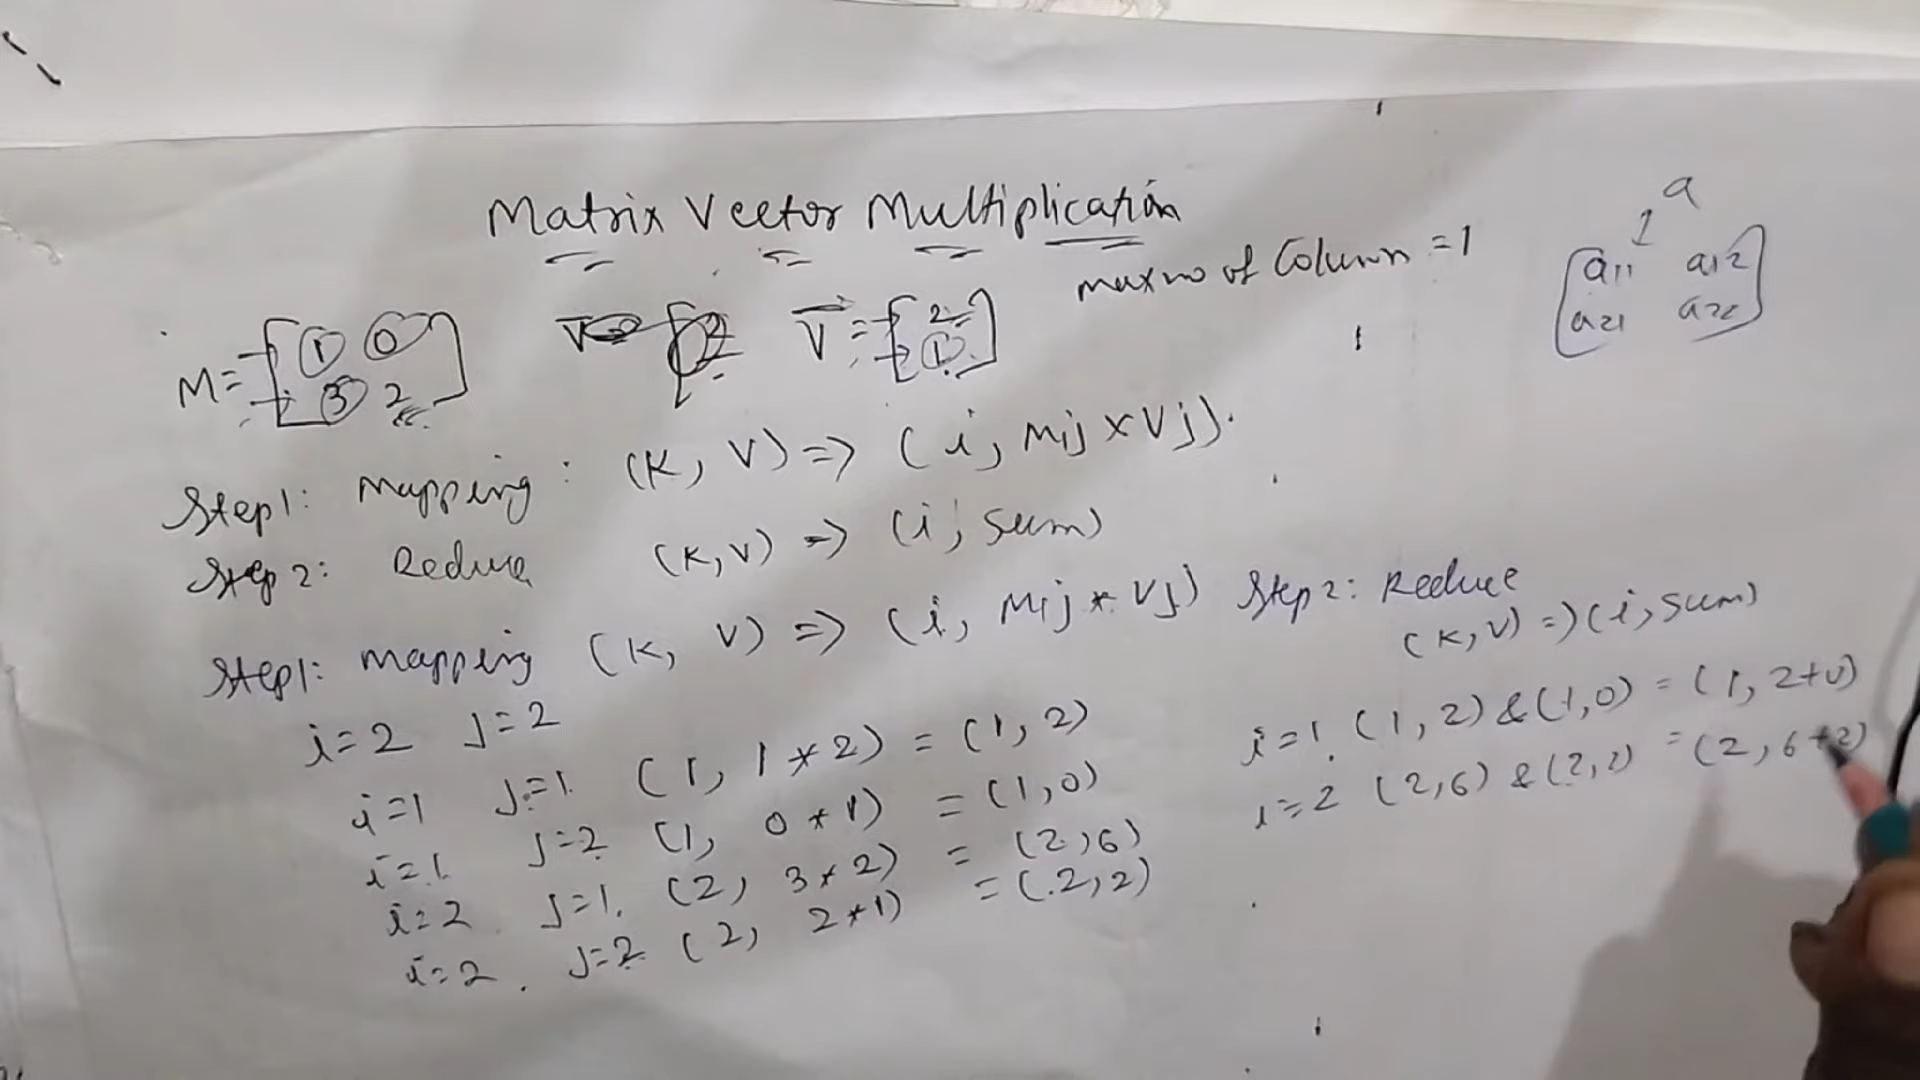 Matrix Vector Multiplication
max no of Column = 1
a
1
a11 a12
a21 a22
M = [1 0
3 2]
V⃗ = [2
1]
Step1: Mapping: (K, V) => (i, Mij × Vj).
Step2: Reduce (K, V) => (i, sum)
Step1: Mapping (K, V) => (i, Mij * Vj)
i=2 J=2
i=1 J=1. (1, 1*2) = (1, 2)
i=1. J=2 (1, 0*1) = (1,0)
i=2 J=1. (2, 3*2) = (2,6)
i=2. J=2 (2, 2*1) = (2,2)
Step2: Reduce
(K, V) => (i, sum)
i=1. (1, 2) & (1,0) = (1, 2+0)
i=2 (2,6) & (2,2) = (2, 6+2)